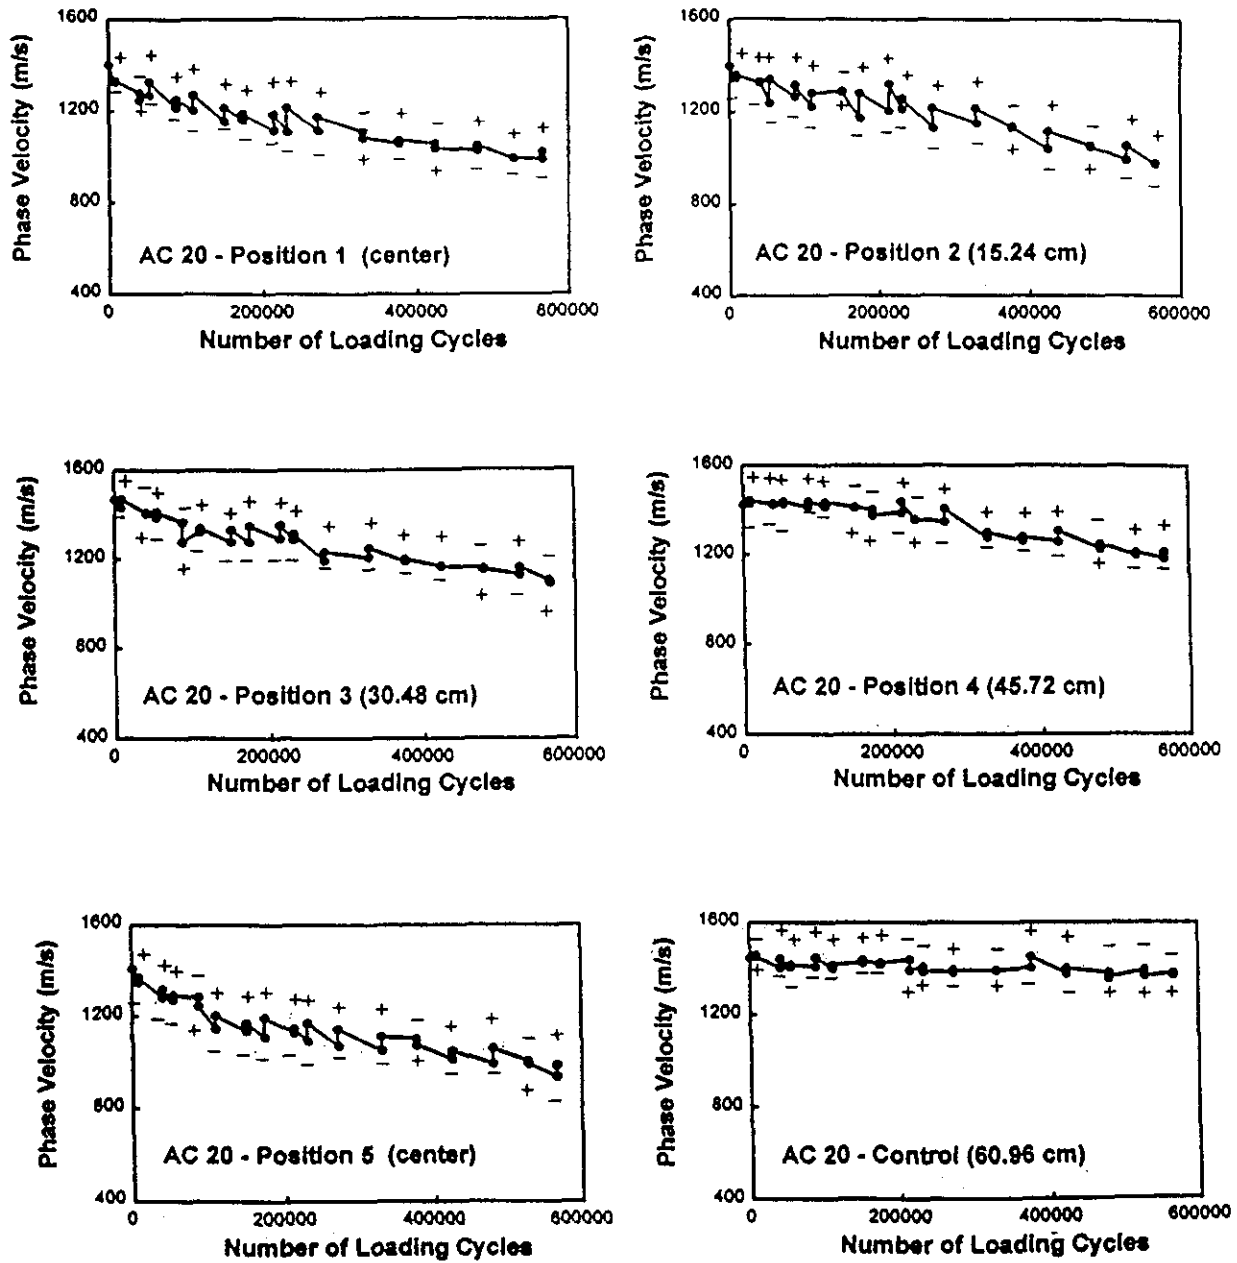 1600
1200
800
400
Phase Velocity (m/s)
AC 20 - Position 1 (center)
0 200000 400000 800000
Number of Loading Cycles
1600
1200
800
400
Phase Velocity (m/s)
AC 20 - Position 2 (15.24 cm)
0 200000 400000 600000
Number of Loading Cycles
1600
1200
800
400
Phase Velocity (m/s)
AC 20 - Position 3 (30.48 cm)
0 200000 400000 600000
Number of Loading Cycles
1600
1200
800
400
Phase Velocity (m/s)
AC 20 - Position 4 (45.72 cm)
0 200000 400000 600000
Number of Loading Cycles
1600
1200
800
400
Phase Velocity (m/s)
AC 20 - Position 5 (center)
0 200000 400000 600000
Number of Loading Cycles
1600
1200
800
400
Phase Velocity (m/s)
AC 20 - Control (60.96 cm)
0 200000 400000 600000
Number of Loading Cycles